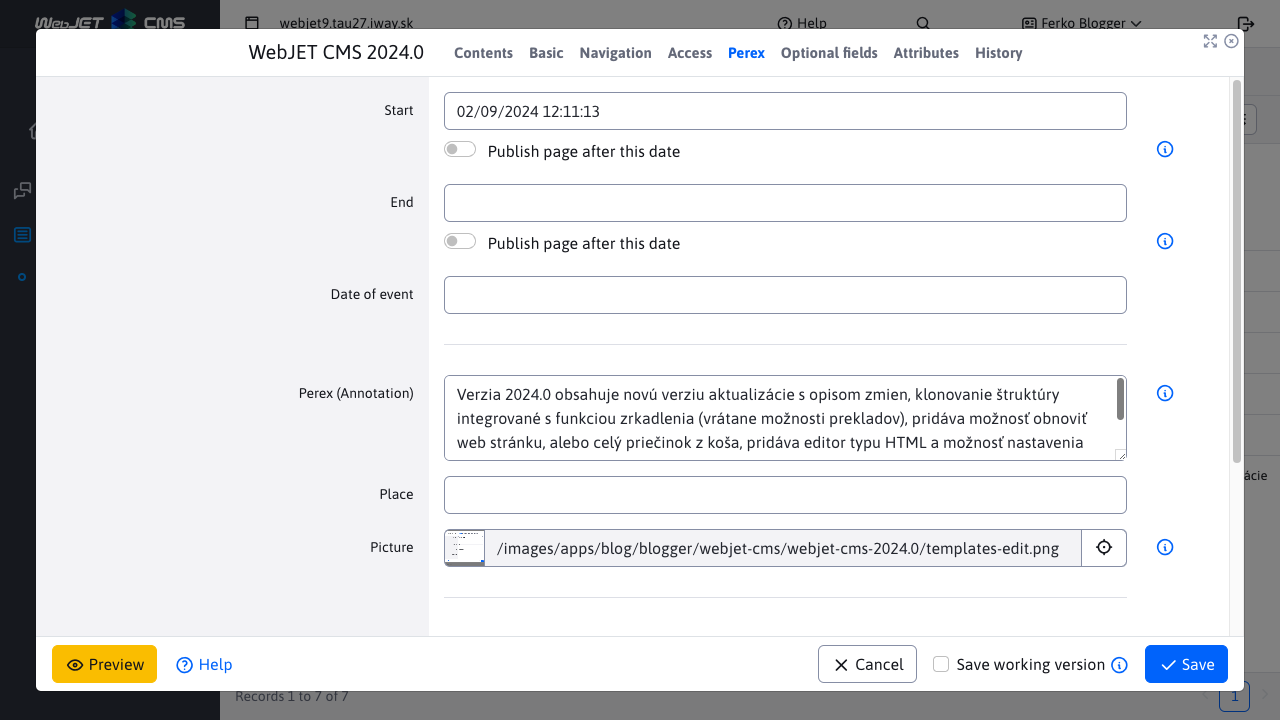 WebJET CMS
webjet9.tau27.iway.sk
Help
Ferko Blogger
WebJET CMS 2024.0
Contents
Basic
Navigation
Access
Perex
Optional fields
Attributes
History
Start
02/09/2024 12:11:13
Publish page after this date
End
Publish page after this date
Date of event
Perex (Annotation)
Verzia 2024.0 obsahuje novú verziu aktualizácie s opisom zmien, klonovanie štruktúry
integrované s funkciou zrkadlenia (vrátane možnosti prekladov), pridáva možnosť obnoviť
web stránku, alebo celý priečinok z koša, pridáva editor typu HTML a možnosť nastavenia
ácie
Place
Picture
/images/apps/blog/blogger/webjet-cms/webjet-cms-2024.0/templates-edit.png
Preview
Help
Cancel
Save working version
Save
Records 1 to 7 of 7
1